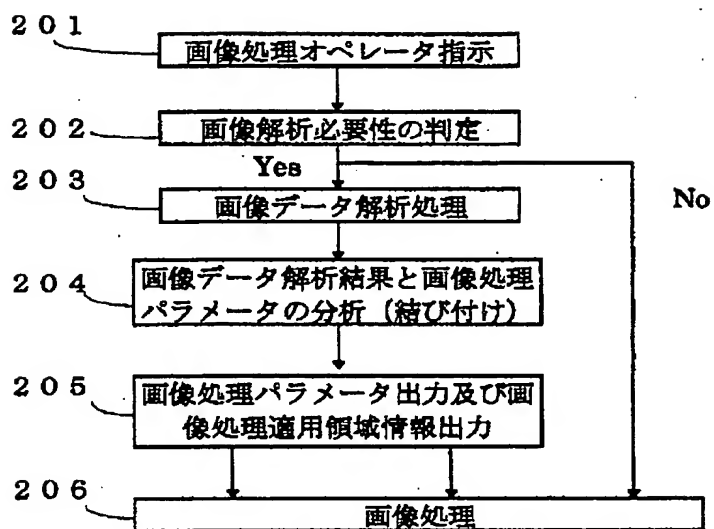 201
画像処理オペレータ指示
202
画像解析必要性の判定
Yes
203
画像データ解析処理
No
204
画像データ解析結果と画像処理
パラメータの分析(結び付け)
205
画像処理パラメータ出力及び画
像処理適用領域情報出力
206
画像処理